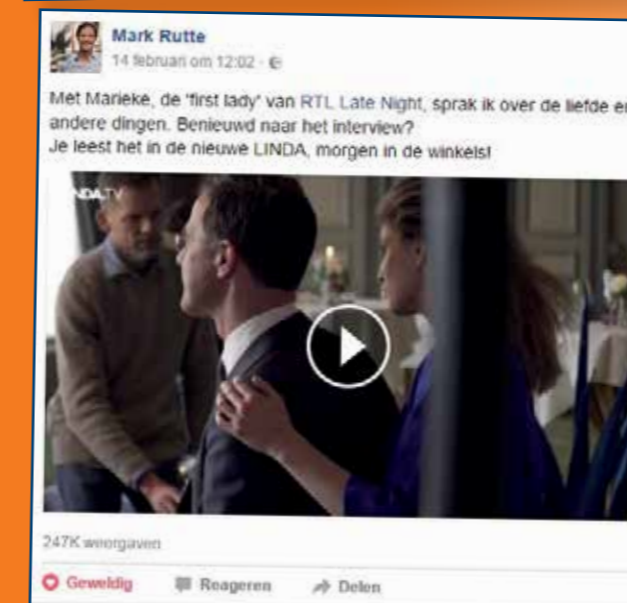 Mark Rutte
14 februari om 12:02 ·
Met Marieke, de 'first lady' van RTL Late Night, sprak ik over de liefde en
andere dingen. Benieuwd naar het interview?
Je leest het in de nieuwe LINDA, morgen in de winkels!
NDA.TV
247K weergaven
Geweldig Reageren Delen